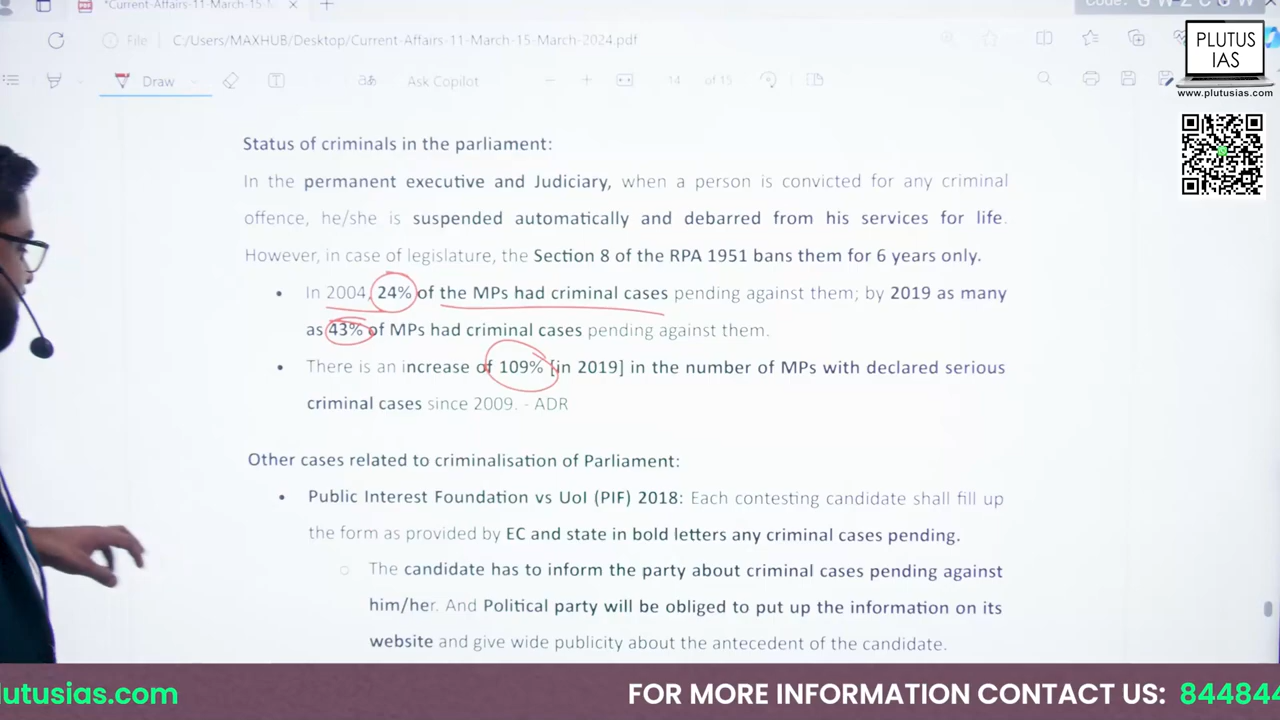 *Current-Affairs-11-March-15
File C:/Users/MAXHUB/Desktop/Current-Affairs-11-March-15-March-2024.pdf
PLUTUS
IAS
www.plutusias.com
Draw Ask Copilot 14 of 15
Status of criminals in the parliament:
In the permanent executive and Judiciary, when a person is convicted for any criminal
offence, he/she is suspended automatically and debarred from his services for life.
However, in case of legislature, the Section 8 of the RPA 1951 bans them for 6 years only.
• In 2004, 24% of the MPs had criminal cases pending against them; by 2019 as many
as 43% of MPs had criminal cases pending against them.
• There is an increase of 109% [in 2019] in the number of MPs with declared serious
criminal cases since 2009. - ADR
Other cases related to criminalisation of Parliament:
• Public Interest Foundation vs UoI (PIF) 2018: Each contesting candidate shall fill up
the form as provided by EC and state in bold letters any criminal cases pending.
○ The candidate has to inform the party about criminal cases pending against
him/her. And Political party will be obliged to put up the information on its
website and give wide publicity about the antecedent of the candidate.
lutusias.com FOR MORE INFORMATION CONTACT US: 844844